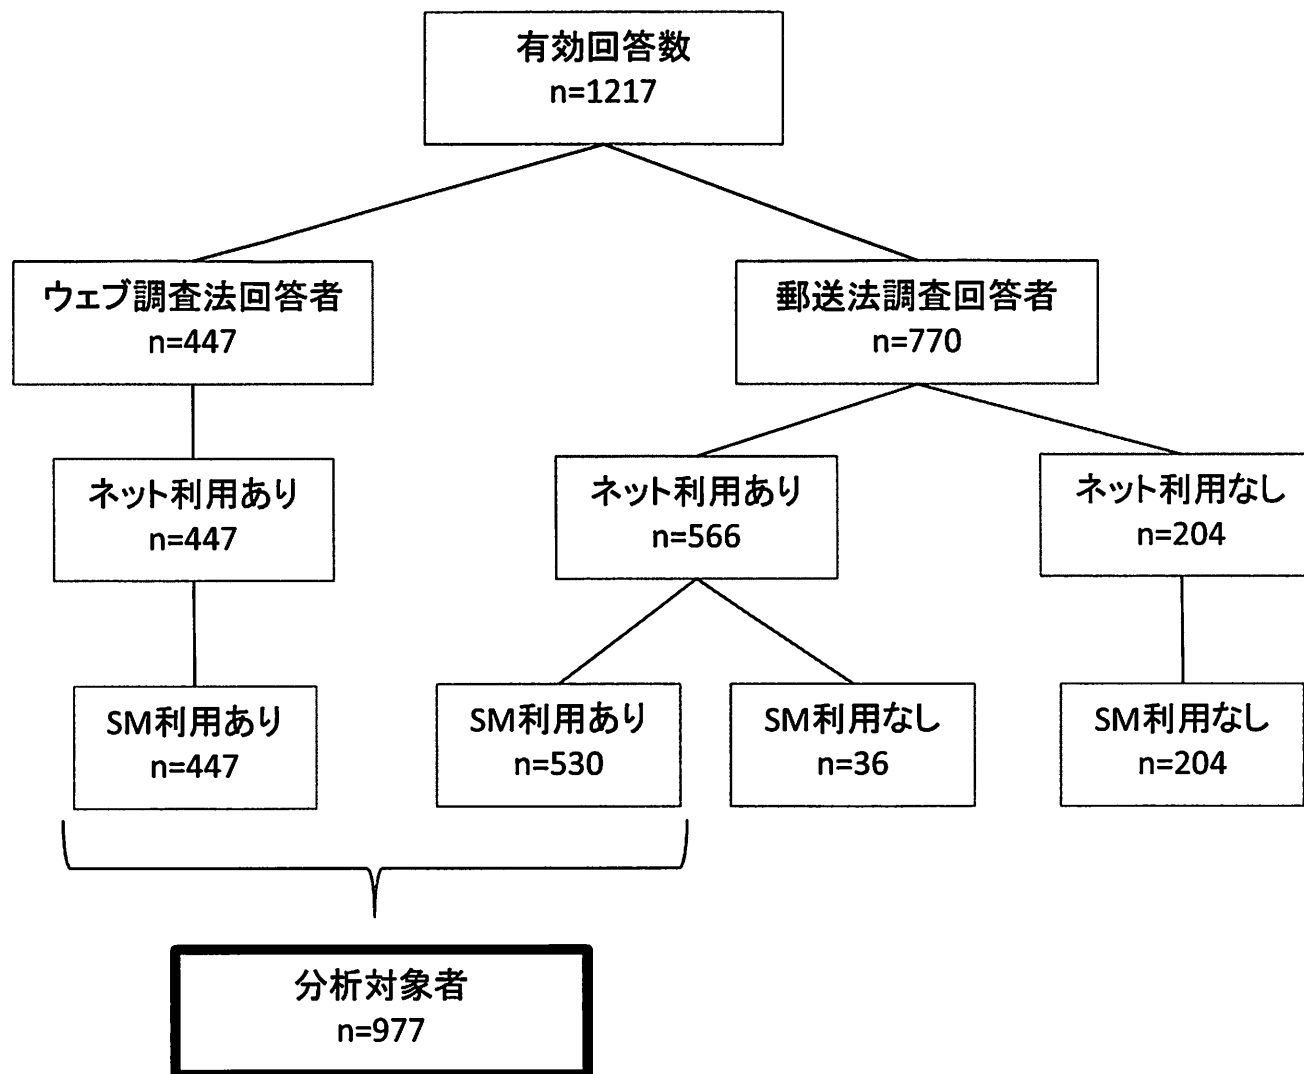 有効回答数
n=1217
ウェブ調査法回答者
n=447
郵送法調査回答者
n=770
ネット利用あり
n=447
ネット利用あり
n=566
ネット利用なし
n=204
SM利用あり
n=447
SM利用あり
n=530
SM利用なし
n=36
SM利用なし
n=204
分析対象者
n=977